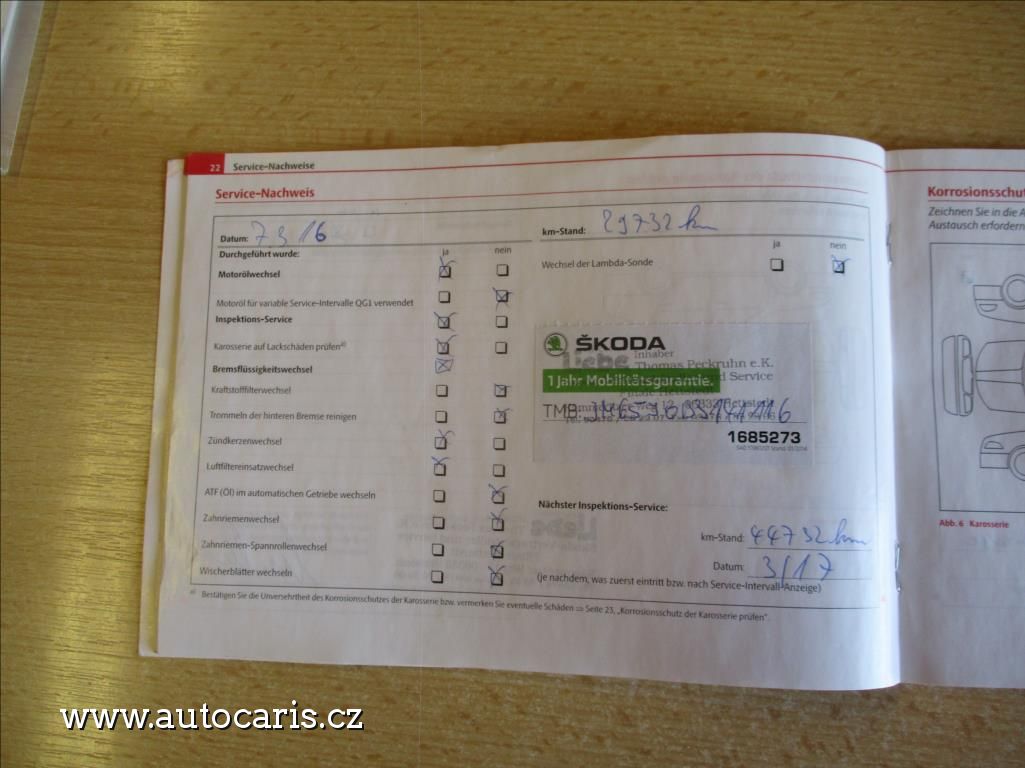 22 Service-Nachweise
Service-Nachweis
Datum: 7 3 16
km-Stand: 29732 km
Durchgeführt wurde: ja nein
ja nein
Motorölwechsel
Wechsel der Lambda-Sonde
Motoröl für variable Service-Intervalle QG1 verwendet
Inspektions-Service
Karosserie auf Lackschäden prüfen a)
Bremsflüssigkeitswechsel
Kraftstofffilterwechsel
Trommeln der hinteren Bremse reinigen
Zündkerzenwechsel
Luftfiltereinsatzwechsel
ATF (Öl) im automatischen Getriebe wechseln
Zahnriemenwechsel
Zahnriemen-Spannrollenwechsel
Wischerblätter wechseln
ŠKODA
Liebe
Inhaber
Thomas Peckruhn e.K.
Service
1 Jahr Mobilitätsgarantie.
TMB:
1685273
Nächster Inspektions-Service:
km-Stand: 44732 km
Datum: 3/17
(je nachdem, was zuerst eintritt bzw. nach Service-Intervall-Anzeige)
a) Bestätigen Sie die Unversehrtheit des Korrosionsschutzes der Karosserie bzw. vermerken Sie eventuelle Schäden ⇒ Seite 23, „Korrosionsschutz der Karosserie prüfen".
Korrosionsschut
Zeichnen Sie in die A
Austausch erfordern
Abb. 6 Karosserie
www.autocaris.cz